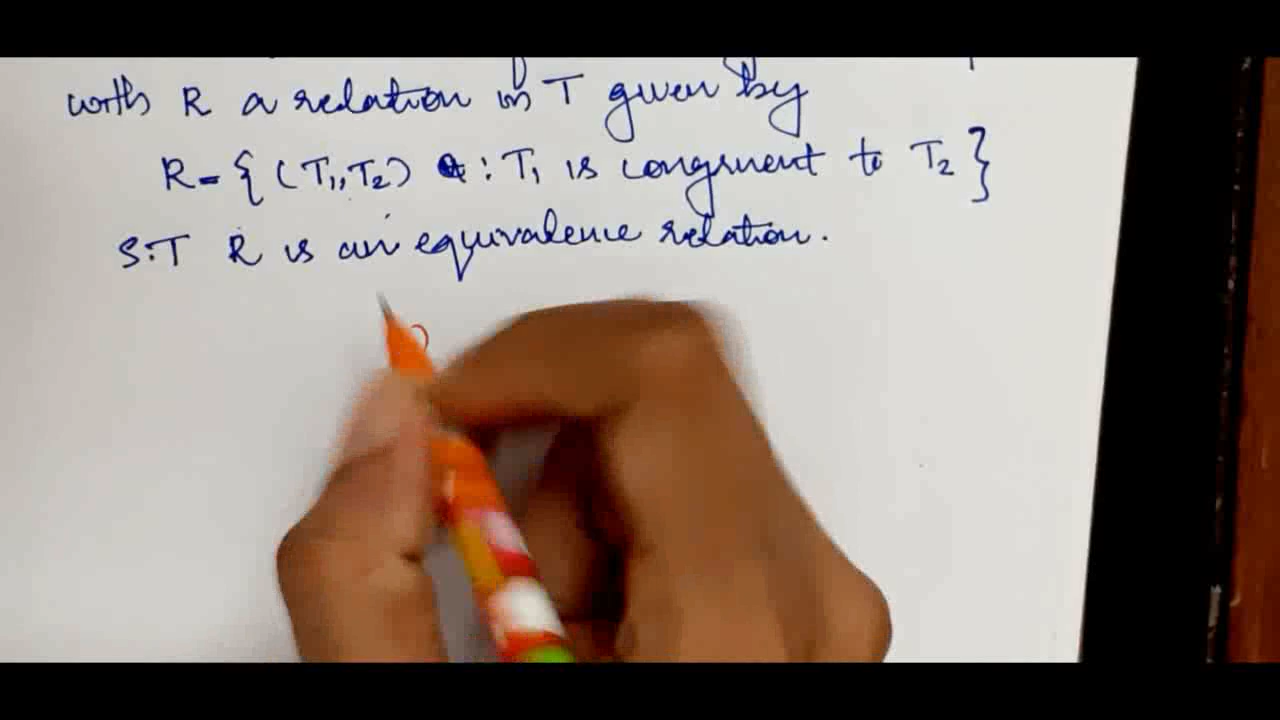 with R a relation in T given by
R = { (T₁, T₂) : T₁ is congruent to T₂ }
S.T R is an equivalence relation.